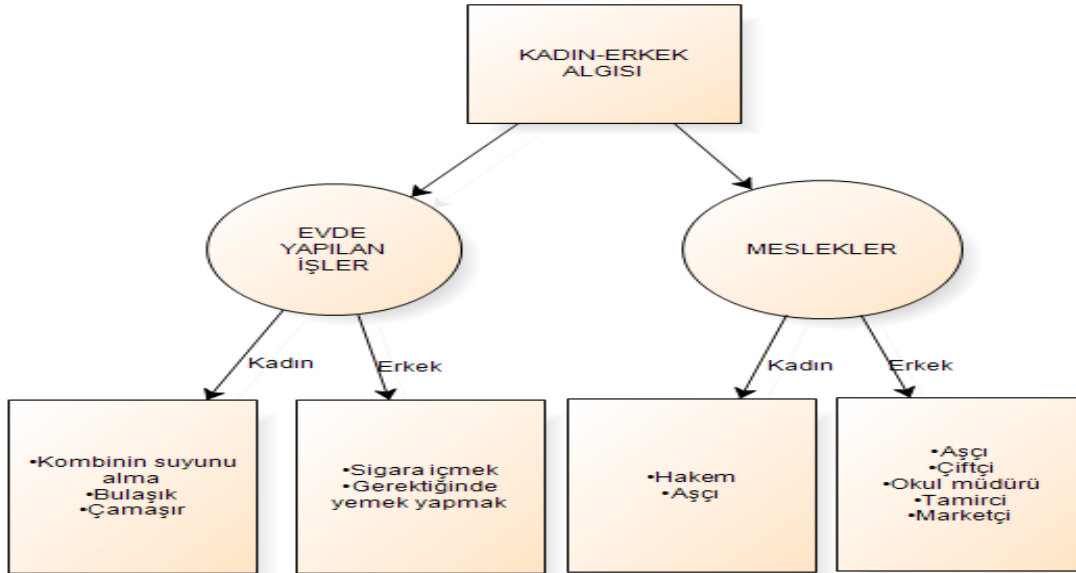 KADIN-ERKEK
ALGISI
EVDE
YAPILAN
İŞLER
MESLEKLER
Kadın
Erkek
Kadın
Erkek
•Kombinin suyunu
alma
•Bulaşık
•Çamaşır
•Sigara içmek
•Gerektiğinde
yemek yapmak
•Hakem
•Aşçı
•Aşçı
•Çiftçi
•Okul müdürü
•Tamirci
•Marketçi